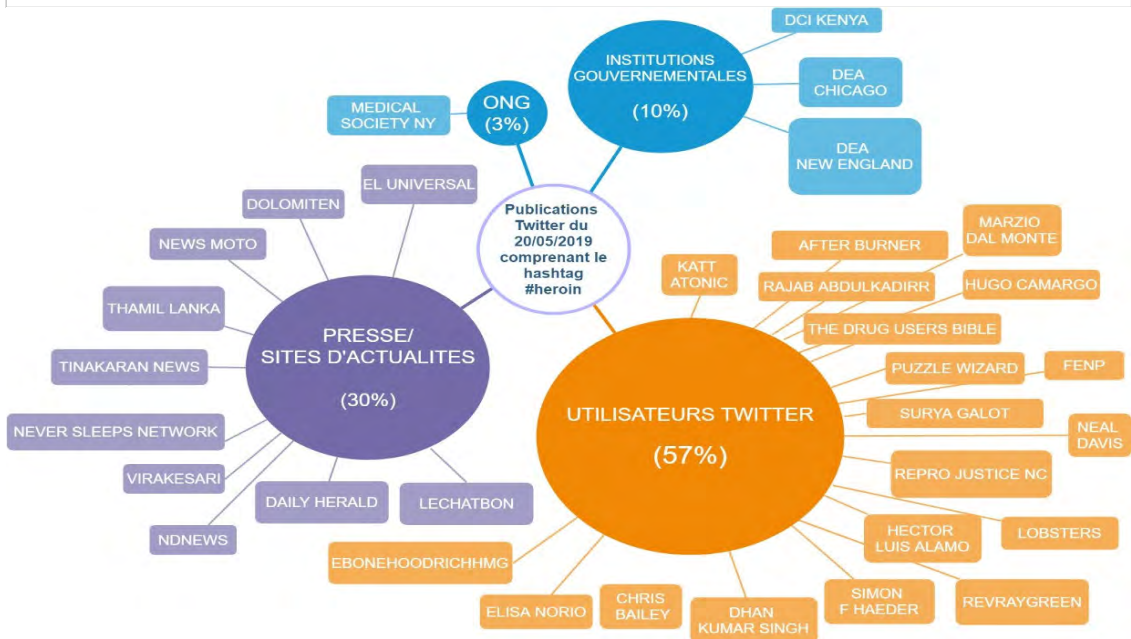 DCI KENYA
INSTITUTIONS
GOUVERNEMENTALES
(10%)
DEA
CHICAGO
DEA
NEW ENGLAND
ONG
(3%)
MEDICAL
SOCIETY NY
Publications
Twitter du
20/05/2019
comprenant le
hashtag
#heroin
EL UNIVERSAL
DOLOMITEN
NEWS MOTO
THAMIL LANKA
TINAKARAN NEWS
NEVER SLEEPS NETWORK
VIRAKESARI
NDNEWS
DAILY HERALD
LECHATBON
PRESSE/
SITES D'ACTUALITES
(30%)
UTILISATEURS TWITTER
(57%)
KATT
ATONIC
AFTER BURNER
MARZIO
DAL MONTE
RAJAB ABDULKADIRR
HUGO CAMARGO
THE DRUG USERS BIBLE
PUZZLE WIZARD
FENP
SURYA GALOT
NEAL
DAVIS
REPRO JUSTICE NC
LOBSTERS
HECTOR
LUIS ALAMO
REVRAYGREEN
SIMON
F HAEDER
DHAN
KUMAR SINGH
CHRIS
BAILEY
ELISA NORIO
EBONEHOODRICHHMG